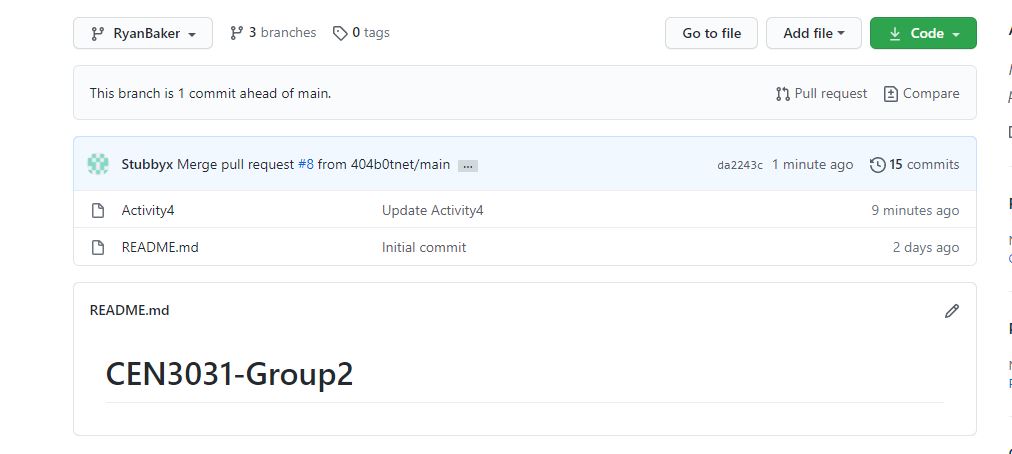 RyanBaker 3 branches 0 tags Go to file Add file Code
This branch is 1 commit ahead of main. Pull request Compare
Stubbyx Merge pull request #8 from 404b0tnet/main ... da2243c 1 minute ago 15 commits
Activity4 Update Activity4 9 minutes ago
README.md Initial commit 2 days ago
README.md
CEN3031-Group2